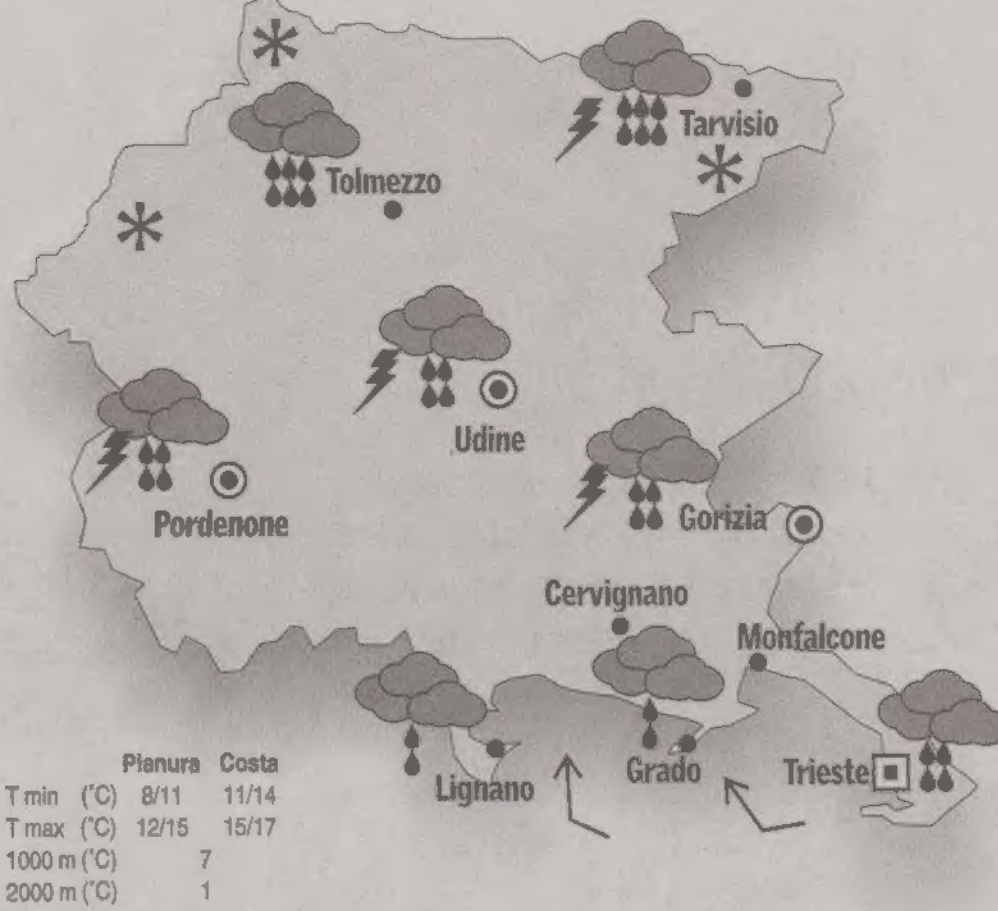 Tarvisio
Tolmezzo
Udine
Pordenone
Gorizia
Cervignano
Monfalcone
Lignano
Grado
Trieste
Planura Costa
T min (°C) 8/11 11/14
T max (°C) 12/15 15/17
1000 m (°C) 7
2000 m (°C) 1